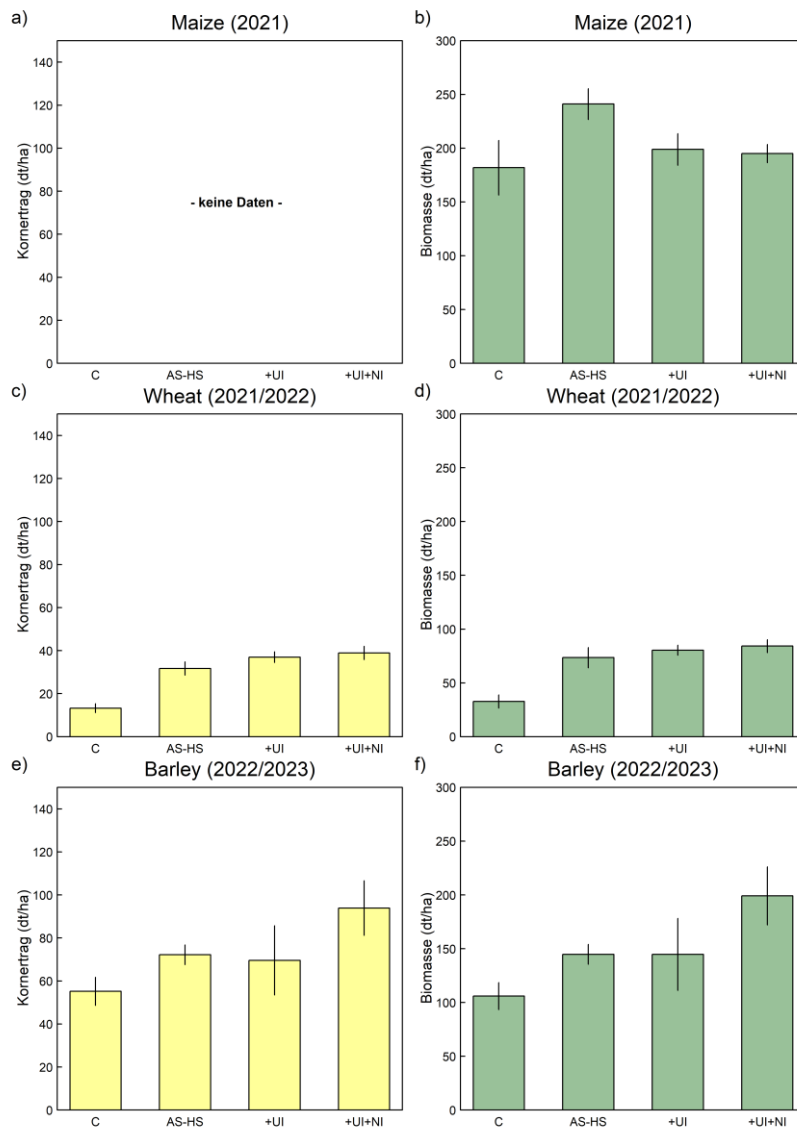 a) Maize (2021)
Kornertrag (dt/ha)
140
120
100
80
60
40
20
0
- keine Daten -
C AS-HS +UI +UI+NI
b) Maize (2021)
Biomasse (dt/ha)
300
250
200
150
100
50
0
C AS-HS +UI +UI+NI
c) Wheat (2021/2022)
Kornertrag (dt/ha)
140
120
100
80
60
40
20
0
C AS-HS +UI +UI+NI
d) Wheat (2021/2022)
Biomasse (dt/ha)
300
250
200
150
100
50
0
C AS-HS +UI +UI+NI
e) Barley (2022/2023)
Kornertrag (dt/ha)
140
120
100
80
60
40
20
0
C AS-HS +UI +UI+NI
f) Barley (2022/2023)
Biomasse (dt/ha)
300
250
200
150
100
50
0
C AS-HS +UI +UI+NI